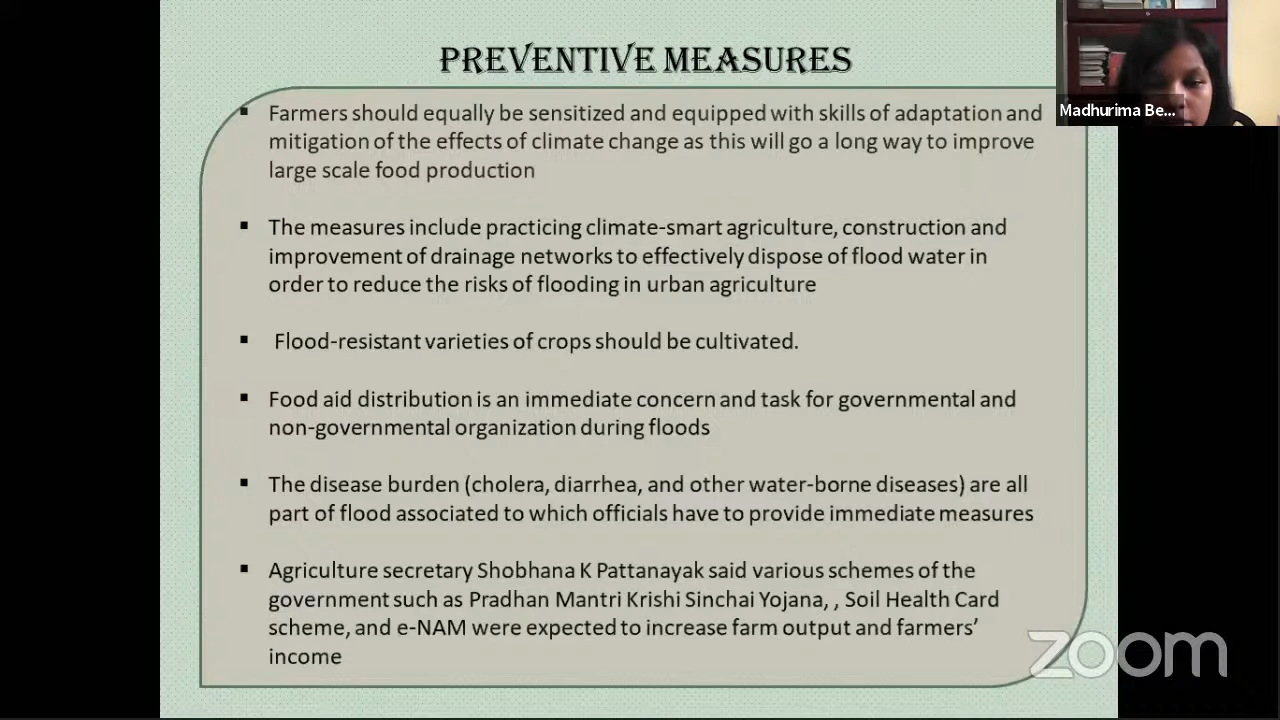 PREVENTIVE MEASURES
Farmers should equally be sensitized and equipped with skills of adaptation and
mitigation of the effects of climate change as this will go a long way to improve
large scale food production
The measures include practicing climate-smart agriculture, construction and
improvement of drainage networks to effectively dispose of flood water in
order to reduce the risks of flooding in urban agriculture
Flood-resistant varieties of crops should be cultivated.
Food aid distribution is an immediate concern and task for governmental and
non-governmental organization during floods
The disease burden (cholera, diarrhea, and other water-borne diseases) are all
part of flood associated to which officials have to provide immediate measures
Agriculture secretary Shobhana K Pattanayak said various schemes of the
government such as Pradhan Mantri Krishi Sinchai Yojana, , Soil Health Card
scheme, and e-NAM were expected to increase farm output and farmers’
income
Madhurima Be...
zoom